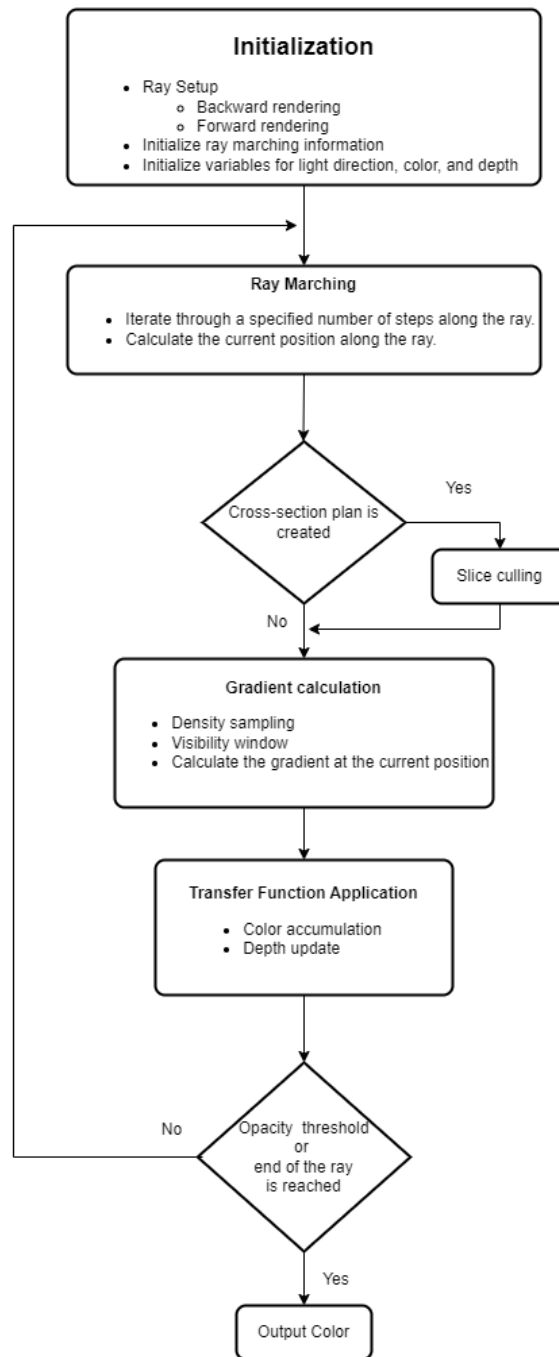 Initialization
• Ray Setup
○ Backward rendering
○ Forward rendering
• Initialize ray marching information
• Initialize variables for light direction, color, and depth
Ray Marching
• Iterate through a specified number of steps along the ray.
• Calculate the current position along the ray.
Cross-section plan is
created
Yes
Slice culling
No
Gradient calculation
• Density sampling
• Visibility window
• Calculate the gradient at the current position
Transfer Function Application
• Color accumulation
• Depth update
Opacity threshold
or
end of the ray
is reached
No
Yes
Output Color